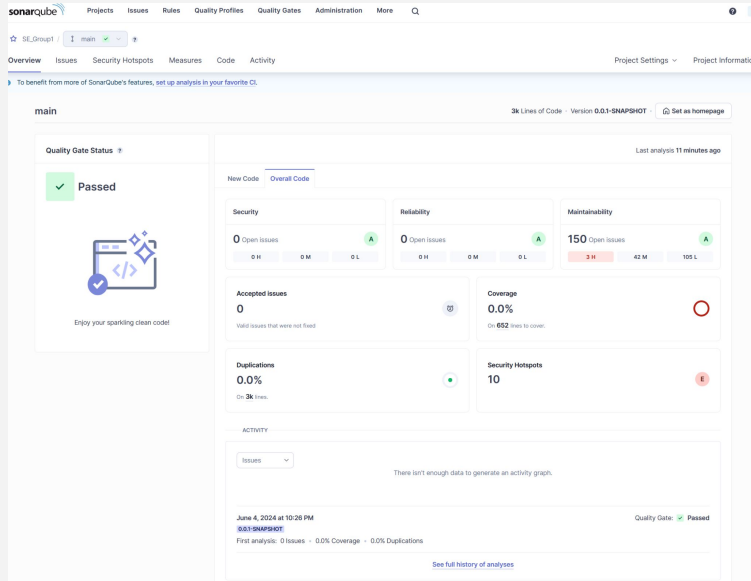 sonarqube Projects Issues Rules Quality Profiles Quality Gates Administration More
SE_Group1 / main
Overview Issues Security Hotspots Measures Code Activity Project Settings Project Informatio
To benefit from more of SonarQube's features, set up analysis in your favorite CI.
main 3k Lines of Code · Version 0.0.1-SNAPSHOT · Set as homepage
Quality Gate Status ?
Last analysis 11 minutes ago
Passed
Enjoy your sparkling clean code!
New Code Overall Code
Security
0 Open issues A
0 H 0 M 0 L
Reliability
0 Open issues A
0 H 0 M 0 L
Maintainability
150 Open issues A
3 H 42 M 105 L
Accepted issues
0
Valid issues that were not fixed
Coverage
0.0%
On 652 lines to cover.
Duplications
0.0%
On 3k lines.
Security Hotspots
10 E
ACTIVITY
Issues
There isn't enough data to generate an activity graph.
June 4, 2024 at 10:26 PM Quality Gate: Passed
0.0.1-SNAPSHOT
First analysis: 0 Issues · 0.0% Coverage · 0.0% Duplications
See full history of analyses